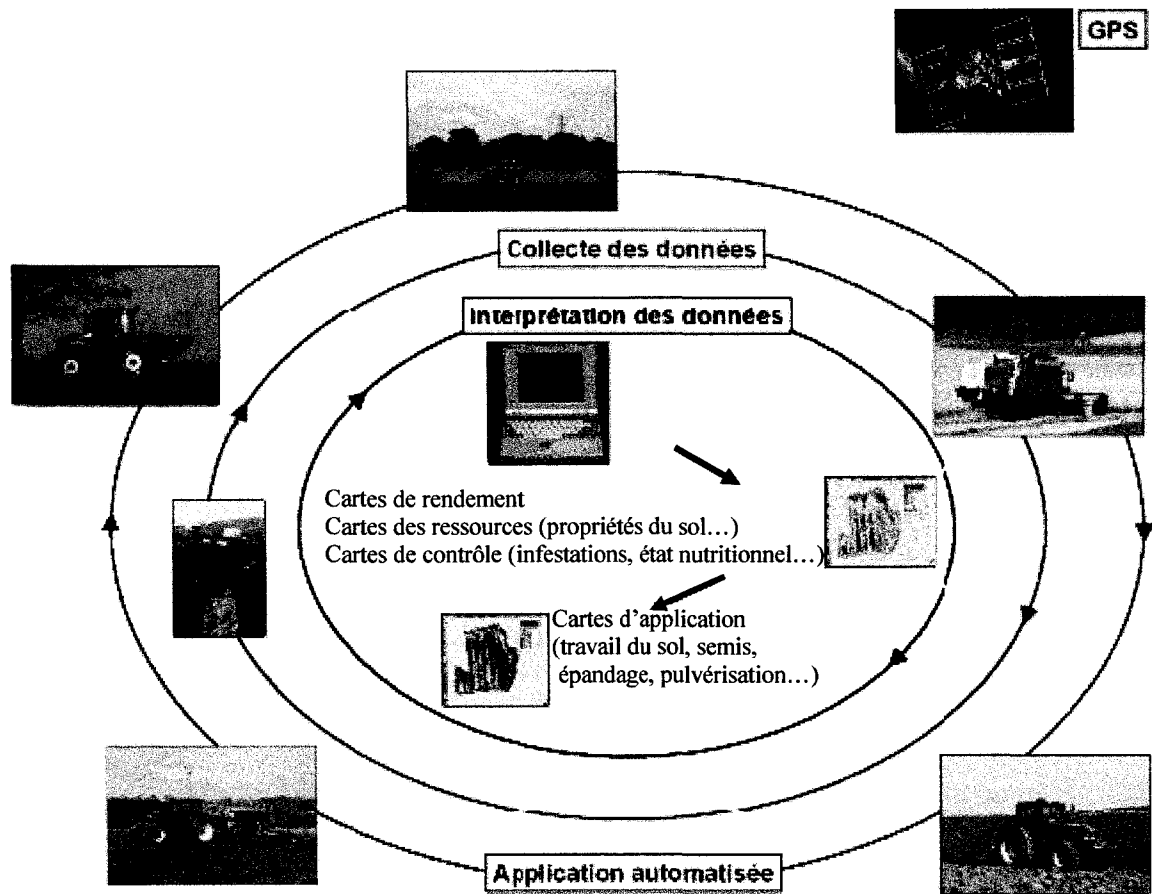 GPS
Collecte des données
Interprétation des données
Cartes de rendement
Cartes des ressources (propriétés du sol...)
Cartes de contrôle (infestations, état nutritionnel...)
Cartes d'application
(travail du sol, semis,
épandage, pulvérisation...)
Application automatisée